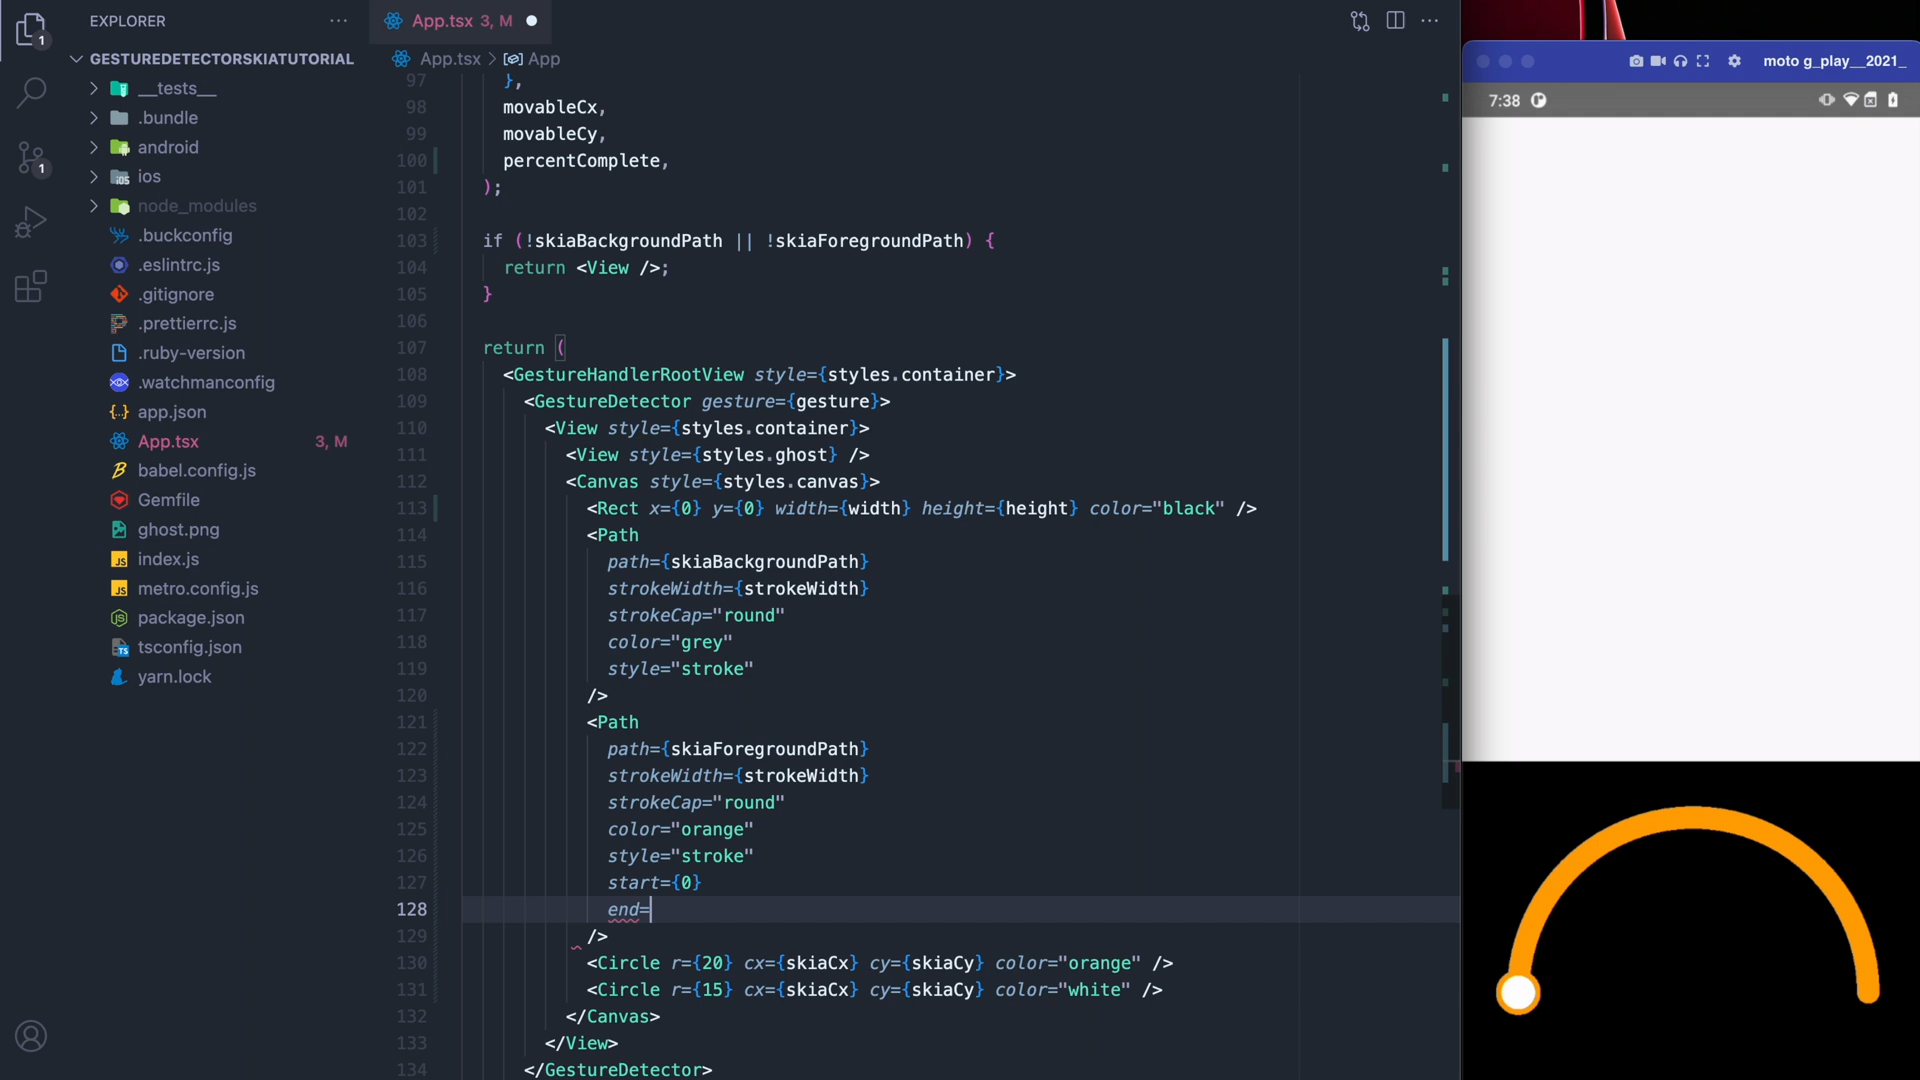 1
1
EXPLORER
GESTUREDETECTORSKIATUTORIAL
__tests__
.bundle
android
ios
node_modules
.buckconfig
.eslintrc.js
.gitignore
.prettierrc.js
.ruby-version
.watchmanconfig
app.json
App.tsx 3, M
babel.config.js
Gemfile
ghost.png
index.js
metro.config.js
package.json
tsconfig.json
yarn.lock
App.tsx 3, M
App.tsx > App
97 },
98 movableCx,
99 movableCy,
100 percentComplete,
101 );
102
103 if (!skiaBackgroundPath || !skiaForegroundPath) {
104 return <View />;
105 }
106
107 return (
108 <GestureHandlerRootView style={styles.container}>
109 <GestureDetector gesture={gesture}>
110 <View style={styles.container}>
111 <View style={styles.ghost} />
112 <Canvas style={styles.canvas}>
113 <Rect x={0} y={0} width={width} height={height} color="black" />
114 <Path
115 path={skiaBackgroundPath}
116 strokeWidth={strokeWidth}
117 strokeCap="round"
118 color="grey"
119 style="stroke"
120 />
121 <Path
122 path={skiaForegroundPath}
123 strokeWidth={strokeWidth}
124 strokeCap="round"
125 color="orange"
126 style="stroke"
127 start={0}
128 end=
129 />
130 <Circle r={20} cx={skiaCx} cy={skiaCy} color="orange" />
131 <Circle r={15} cx={skiaCx} cy={skiaCy} color="white" />
132 </Canvas>
133 </View>
134 </GestureDetector>
moto g_play__2021_
7:38